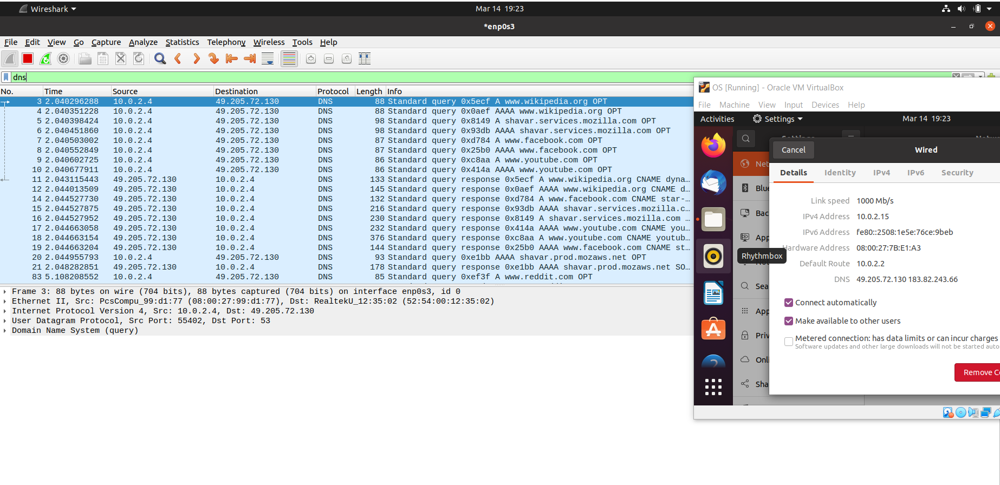 Wireshark
Mar 14 19:23
*enp0s3
File Edit View Go Capture Analyze Statistics Telephony Wireless Tools Help
dns
No. Time Source Destination Protocol Length Info
3 2.040296288 10.0.2.4 49.205.72.130 DNS 88 Standard query 0x5ecf A www.wikipedia.org OPT
4 2.040351228 10.0.2.4 49.205.72.130 DNS 88 Standard query 0x0aef AAAA www.wikipedia.org OPT
5 2.040398424 10.0.2.4 49.205.72.130 DNS 98 Standard query 0x8149 A shavar.services.mozilla.com OPT
6 2.040451860 10.0.2.4 49.205.72.130 DNS 98 Standard query 0x93db AAAA shavar.services.mozilla.com OPT
7 2.040503002 10.0.2.4 49.205.72.130 DNS 87 Standard query 0xd784 A www.facebook.com OPT
8 2.040552849 10.0.2.4 49.205.72.130 DNS 87 Standard query 0x25b0 AAAA www.facebook.com OPT
9 2.040602725 10.0.2.4 49.205.72.130 DNS 86 Standard query 0xc8aa A www.youtube.com OPT
10 2.040677911 10.0.2.4 49.205.72.130 DNS 86 Standard query 0x414a AAAA www.youtube.com OPT
11 2.043115443 49.205.72.130 10.0.2.4 DNS 133 Standard query response 0x5ecf A www.wikipedia.org CNAME dyna…
12 2.044013509 49.205.72.130 10.0.2.4 DNS 145 Standard query response 0x0aef AAAA www.wikipedia.org CNAME d…
14 2.044527730 49.205.72.130 10.0.2.4 DNS 132 Standard query response 0xd784 A www.facebook.com CNAME star-…
15 2.044527875 49.205.72.130 10.0.2.4 DNS 216 Standard query response 0x93db AAAA shavar.services.mozilla.c…
16 2.044527952 49.205.72.130 10.0.2.4 DNS 230 Standard query response 0x8149 A shavar.services.mozilla.com …
17 2.044663058 49.205.72.130 10.0.2.4 DNS 232 Standard query response 0x414a AAAA www.youtube.com CNAME you…
18 2.044663154 49.205.72.130 10.0.2.4 DNS 376 Standard query response 0xc8aa A www.youtube.com CNAME youtub…
19 2.044663204 49.205.72.130 10.0.2.4 DNS 144 Standard query response 0x25b0 AAAA www.facebook.com CNAME st…
20 2.044955793 10.0.2.4 49.205.72.130 DNS 93 Standard query 0xe1bb AAAA shavar.prod.mozaws.net OPT
21 2.048282851 49.205.72.130 10.0.2.4 DNS 178 Standard query response 0xe1bb AAAA shavar.prod.mozaws.net SO…
83 5.108208552 10.0.2.4 49.205.72.130 DNS 85 Standard query 0xef3f A www.reddit.com OPT
Frame 3: 88 bytes on wire (704 bits), 88 bytes captured (704 bits) on interface enp0s3, id 0
Ethernet II, Src: PcsCompu_99:d1:77 (08:00:27:99:d1:77), Dst: RealtekU_12:35:02 (52:54:00:12:35:02)
Internet Protocol Version 4, Src: 10.0.2.4, Dst: 49.205.72.130
User Datagram Protocol, Src Port: 55402, Dst Port: 53
Domain Name System (query)
OS [Running] - Oracle VM VirtualBox
File Machine View Input Devices Help
Activities Settings Mar 14 19:23
Cancel Wired
Net
Details Identity IPv4 IPv6 Security
Blu
Link speed 1000 Mb/s
Bac
IPv4 Address 10.0.2.15
IPv6 Address fe80::2508:1e5e:76ce:9beb
App
Hardware Address 08:00:27:7B:E1:A3
Rhythmbox
Default Route 10.0.2.2
DNS 49.205.72.130 183.82.243.66
Sea
Connect automatically
App
Make available to other users
Priv
Metered connection: has data limits or can incur charges
Software updates and other large downloads will not be started auto
Onli
Remove Co
Sha